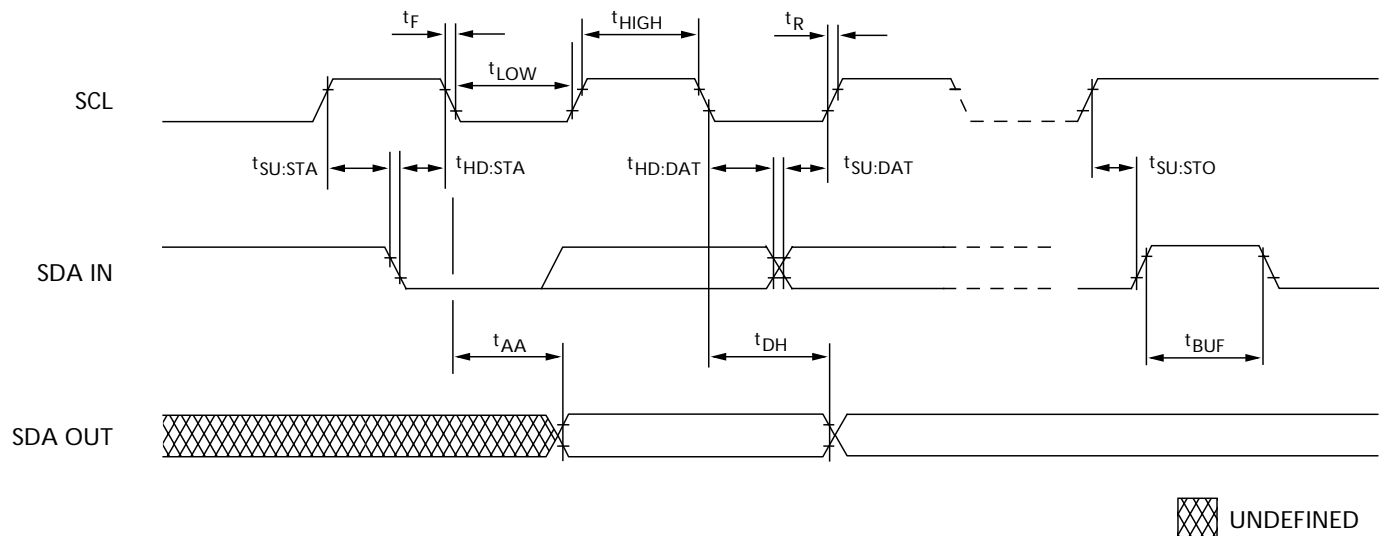 tF
tHIGH
tR
tLOW
SCL
tSU:STA
tHD:STA
tHD:DAT
tSU:DAT
tSU:STO
SDA IN
tAA
tDH
tBUF
SDA OUT
UNDEFINED